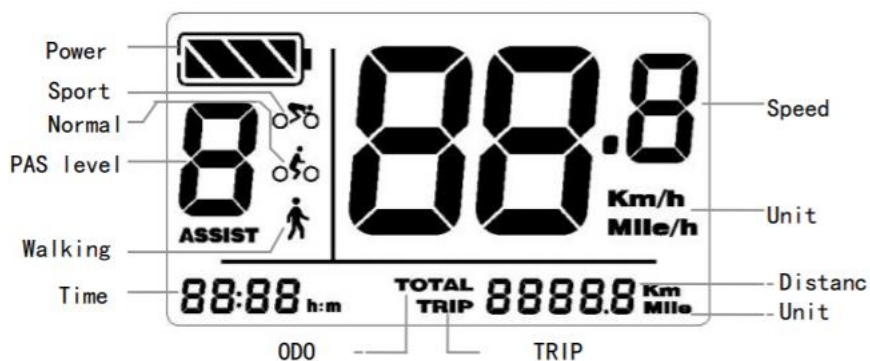 Power
Sport
Normal
PAS level
Walking
Time
8
ASSIST
88.8
Km/h
Mile/h
88:88 h:m
TOTAL
TRIP
8888.8
Km
Mile
Speed
Unit
Distanc
Unit
ODO
TRIP